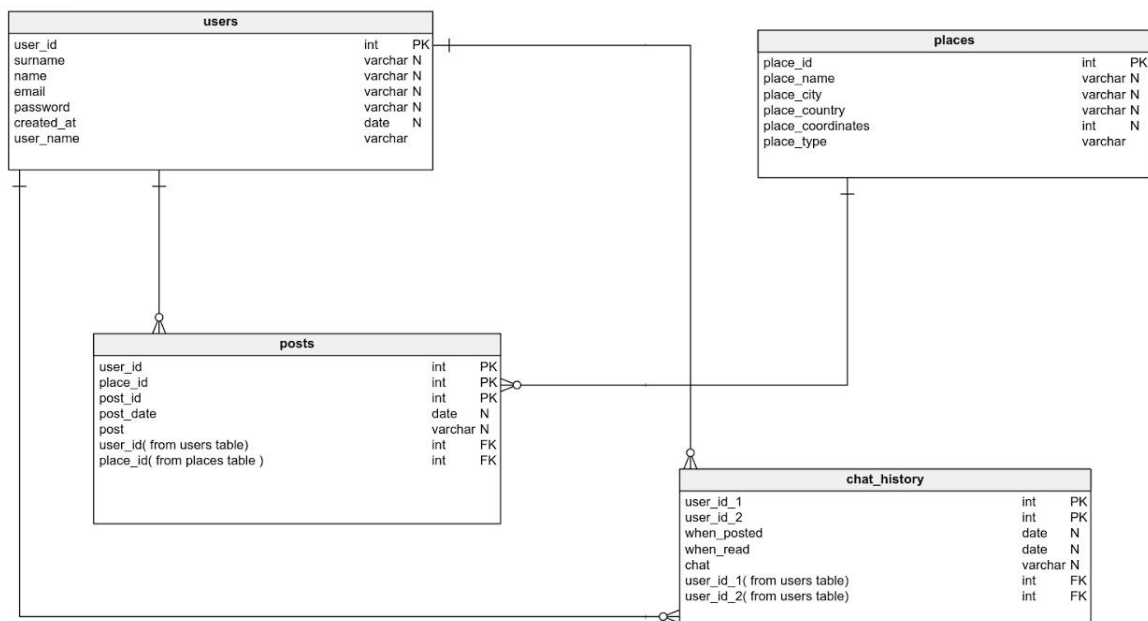 users
user_id int PK
surname varchar N
name varchar N
email varchar N
password varchar N
created_at date N
user_name varchar
places
place_id int PK
place_name varchar N
place_city varchar N
place_country varchar N
place_coordinates int N
place_type varchar
posts
user_id int PK
place_id int PK
post_id int PK
post_date date N
post varchar N
user_id( from users table) int FK
place_id( from places table ) int FK
chat_history
user_id_1 int PK
user_id_2 int PK
when_posted date N
when_read date N
chat varchar N
user_id_1( from users table) int FK
user_id_2( from users table) int FK